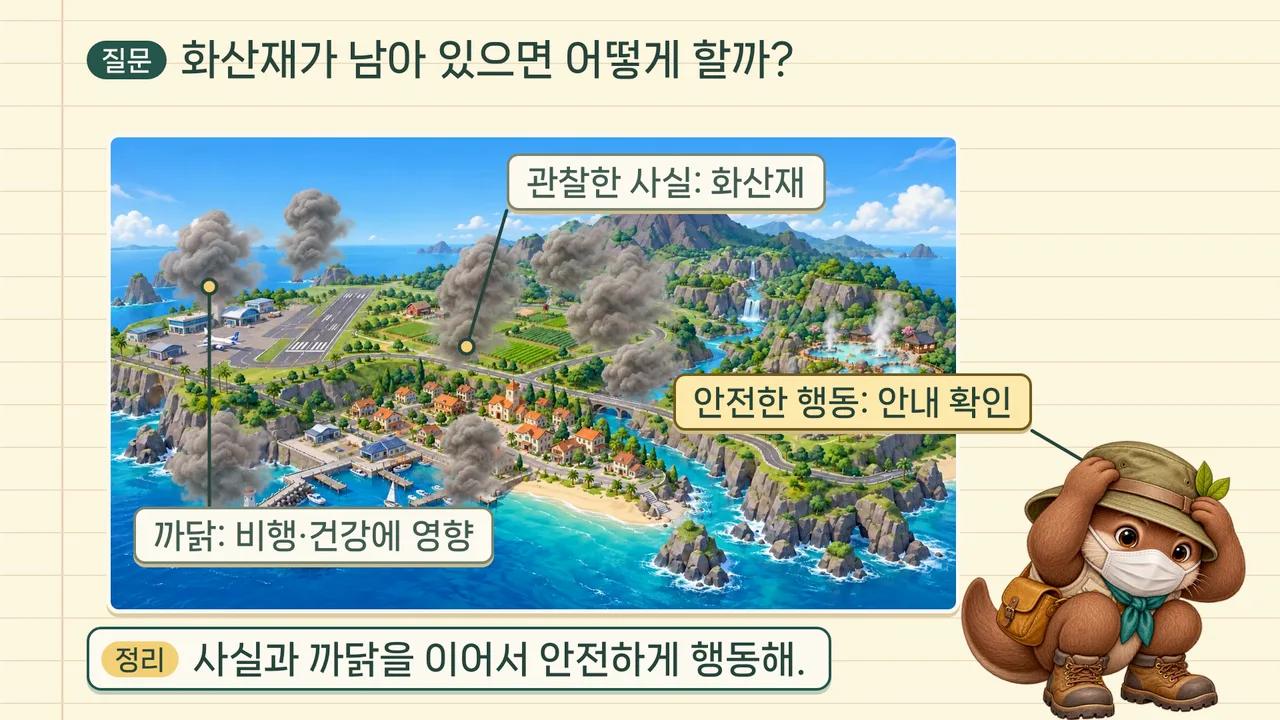 질문 화산재가 남아 있으면 어떻게 할까?
관찰한 사실: 화산재
안전한 행동: 안내 확인
까닭: 비행·건강에 영향
정리 사실과 까닭을 이어서 안전하게 행동해.